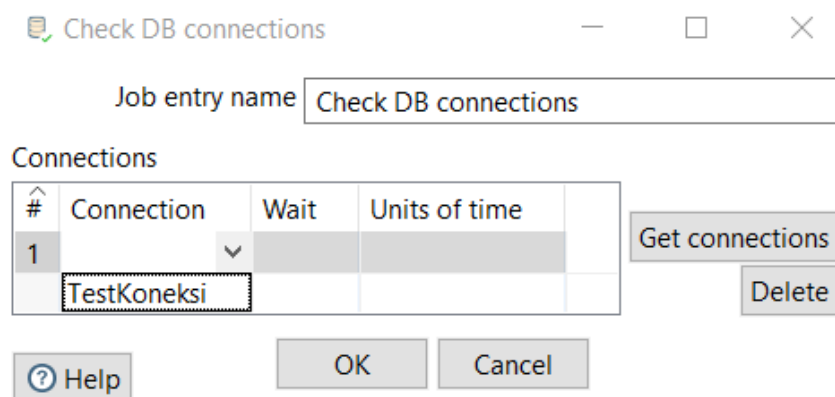 Check DB connections
Job entry name Check DB connections
Connections
# Connection Wait Units of time
Get connections
1
TestKoneksi
Delete
Help
OK Cancel